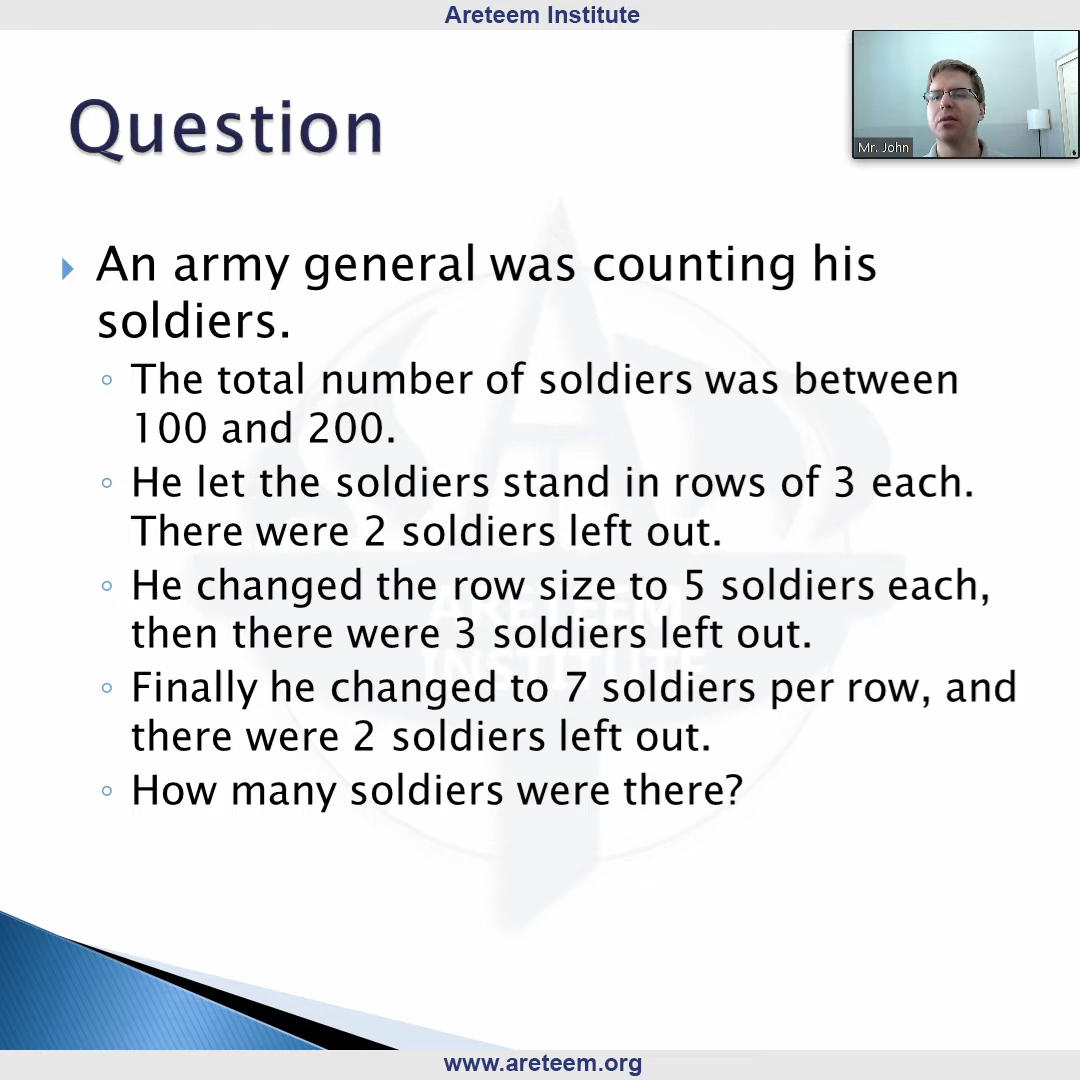 Areteem Institute
Question
Mr. John
An army general was counting his
soldiers.
The total number of soldiers was between
100 and 200.
He let the soldiers stand in rows of 3 each.
There were 2 soldiers left out.
He changed the row size to 5 soldiers each,
then there were 3 soldiers left out.
Finally he changed to 7 soldiers per row, and
there were 2 soldiers left out.
How many soldiers were there?
ARETEEM
INSTITUTE
www.areteem.org